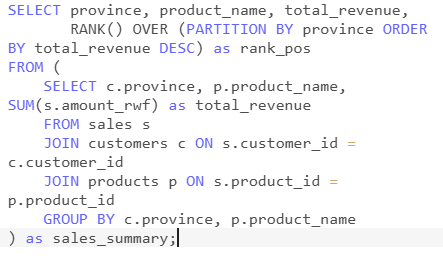 SELECT province, product_name, total_revenue,
       RANK() OVER (PARTITION BY province ORDER
BY total_revenue DESC) as rank_pos
FROM (
    SELECT c.province, p.product_name,
SUM(s.amount_rwf) as total_revenue
    FROM sales s
    JOIN customers c ON s.customer_id =
c.customer_id
    JOIN products p ON s.product_id =
p.product_id
    GROUP BY c.province, p.product_name
) as sales_summary;